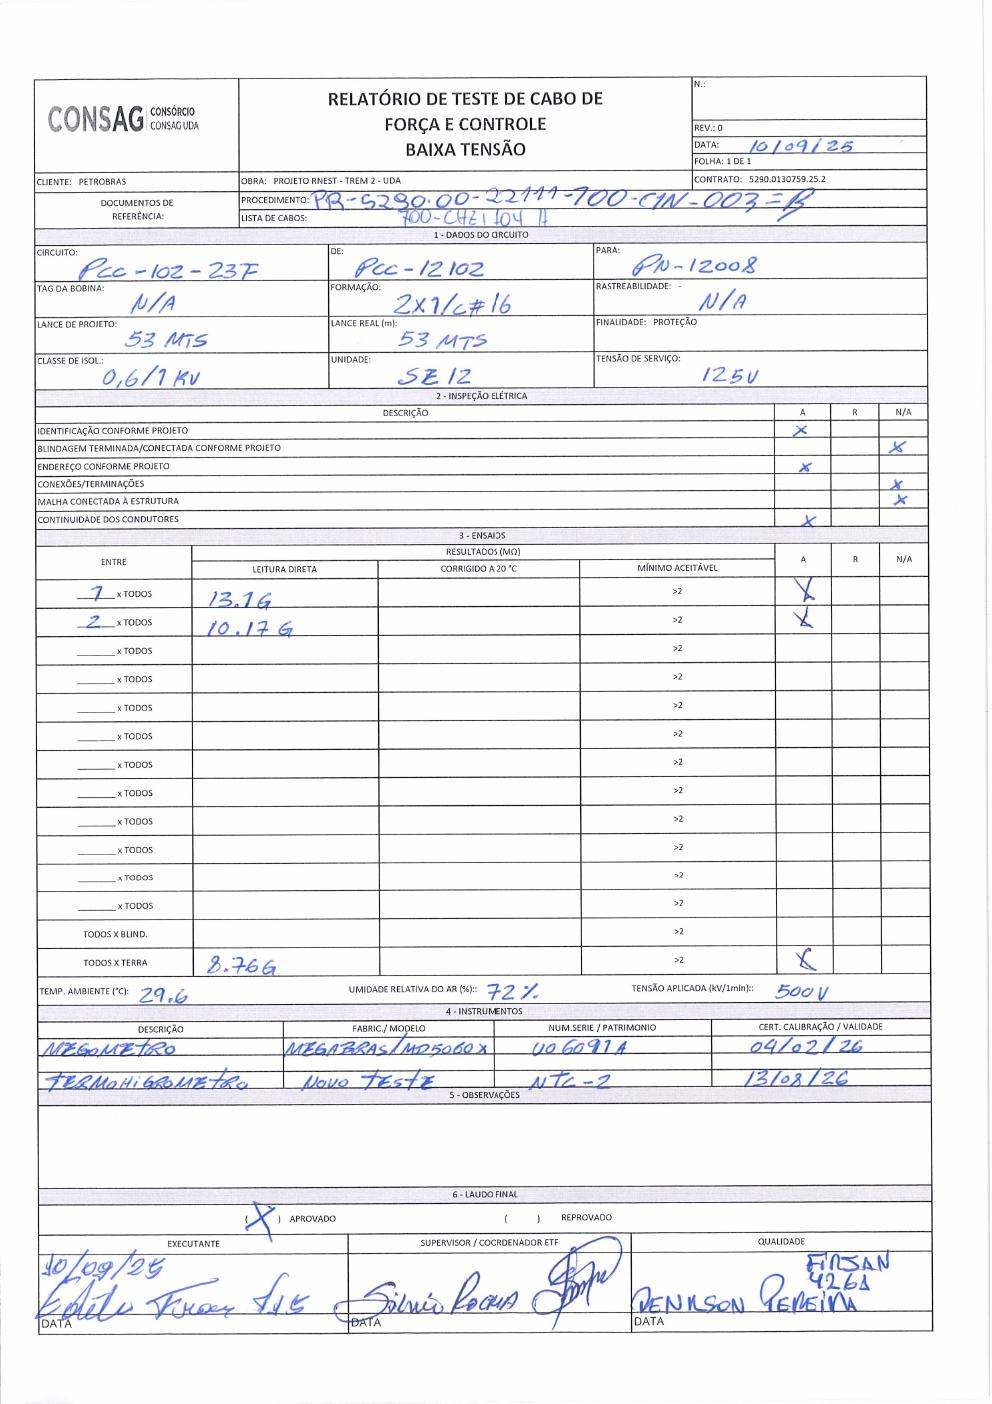 CONSAG CONSÓRCIO CONSAG UDA
RELATÓRIO DE TESTE DE CABO DE
FORÇA E CONTROLE
BAIXA TENSÃO
N.:
REV.: 0
DATA: 10/09/25
FOLHA: 1 DE 1
CLIENTE: PETROBRAS
OBRA: PROJETO RNEST - TREM 2 - UDA
CONTRATO: 5290.0130759.25.2
DOCUMENTOS DE REFERÊNCIA:
PROCEDIMENTO: PR-5290.00-22111-700-C1N-003=B
LISTA DE CABOS:
1 - DADOS DO CIRCUITO
CIRCUITO: PCC-102-23F
DE: PCC-12102
PARA: PN-12008
TAG DA BOBINA: N/A
FORMAÇÃO: 2X1/C#16
RASTREABILIDADE: - N/A
LANCE DE PROJETO: 53 MTS
LANCE REAL (m): 53 MTS
FINALIDADE: PROTEÇÃO
CLASSE DE ISOL.: 0,6/1 KV
UNIDADE: SE 12
TENSÃO DE SERVIÇO: 125V
2 - INSPEÇÃO ELÉTRICA
DESCRIÇÃO A R N/A
IDENTIFICAÇÃO CONFORME PROJETO X
BLINDAGEM TERMINADA/CONECTADA CONFORME PROJETO X
ENDEREÇO CONFORME PROJETO X
CONEXÕES/TERMINAÇÕES X
MALHA CONECTADA À ESTRUTURA X
CONTINUIDADE DOS CONDUTORES X
3 - ENSAIOS
ENTRE RESULTADOS (MΩ) A R N/A
LEITURA DIRETA CORRIGIDO A 20 °C MÍNIMO ACEITÁVEL
1 x TODOS 13.1G >2 X
2 x TODOS 10.17 G >2 X
x TODOS >2
x TODOS >2
x TODOS >2
x TODOS >2
x TODOS >2
x TODOS >2
x TODOS >2
x TODOS >2
x TODOS >2
x TODOS >2
TODOS X BLIND. >2
TODOS X TERRA 8.76G >2 X
TEMP. AMBIENTE (°C): 29.6 UMIDADE RELATIVA DO AR (%):: 72% TENSÃO APLICADA (kV/1min):: 500V
4 - INSTRUMENTOS
DESCRIÇÃO FABRIC./ MODELO NUM.SERIE / PATRIMONIO CERT. CALIBRAÇÃO / VALIDADE
MEGOMETRO MEGABRAS/MD5060X UO6091A 04/02/26
TERMOHIGROMETRO NOVO TESTE NTC-2 13/08/26
5 - OBSERVAÇÕES
6 - LAUDO FINAL
(X) APROVADO ( ) REPROVADO
EXECUTANTE SUPERVISOR / COORDENADOR ETF QUALIDADE
10/09/25
Silvio ROCHA
FIRSAN
4261
DENILSON PEREIRA
DATA DATA DATA